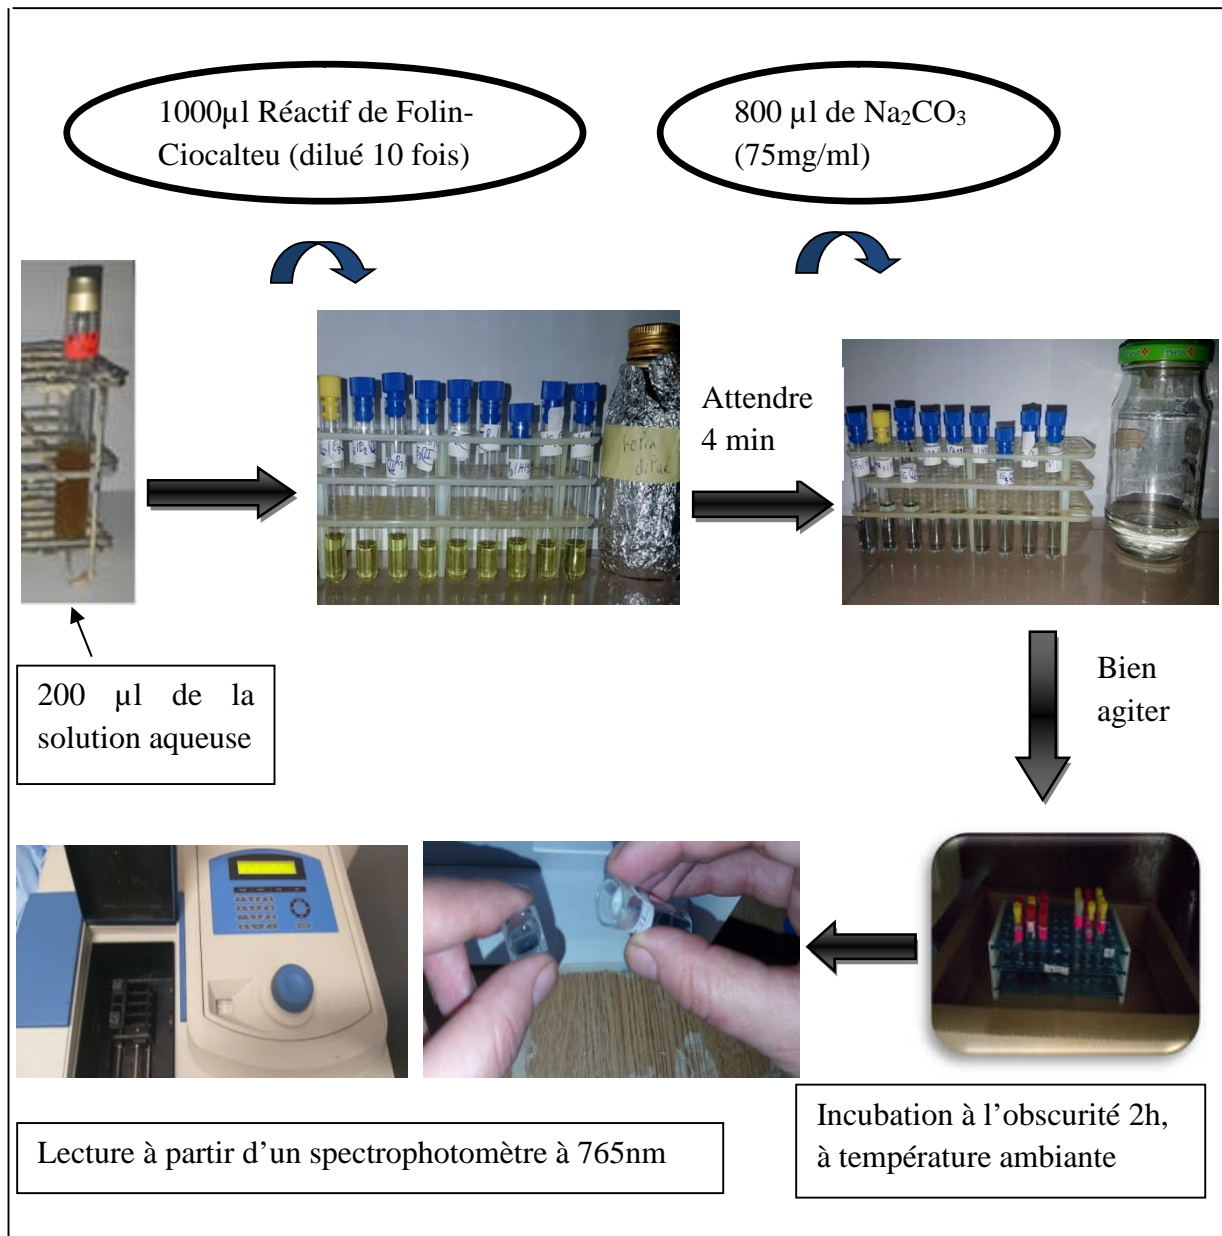 1000µl Réactif de Folin-
Ciocalteu (dilué 10 fois)
800 µl de Na₂CO₃
(75mg/ml)
Attendre
4 min
Folin
200 µl de la
solution aqueuse
Bien
agiter
Incubation à l’obscurité 2h,
à température ambiante
Lecture à partir d’un spectrophotomètre à 765nm